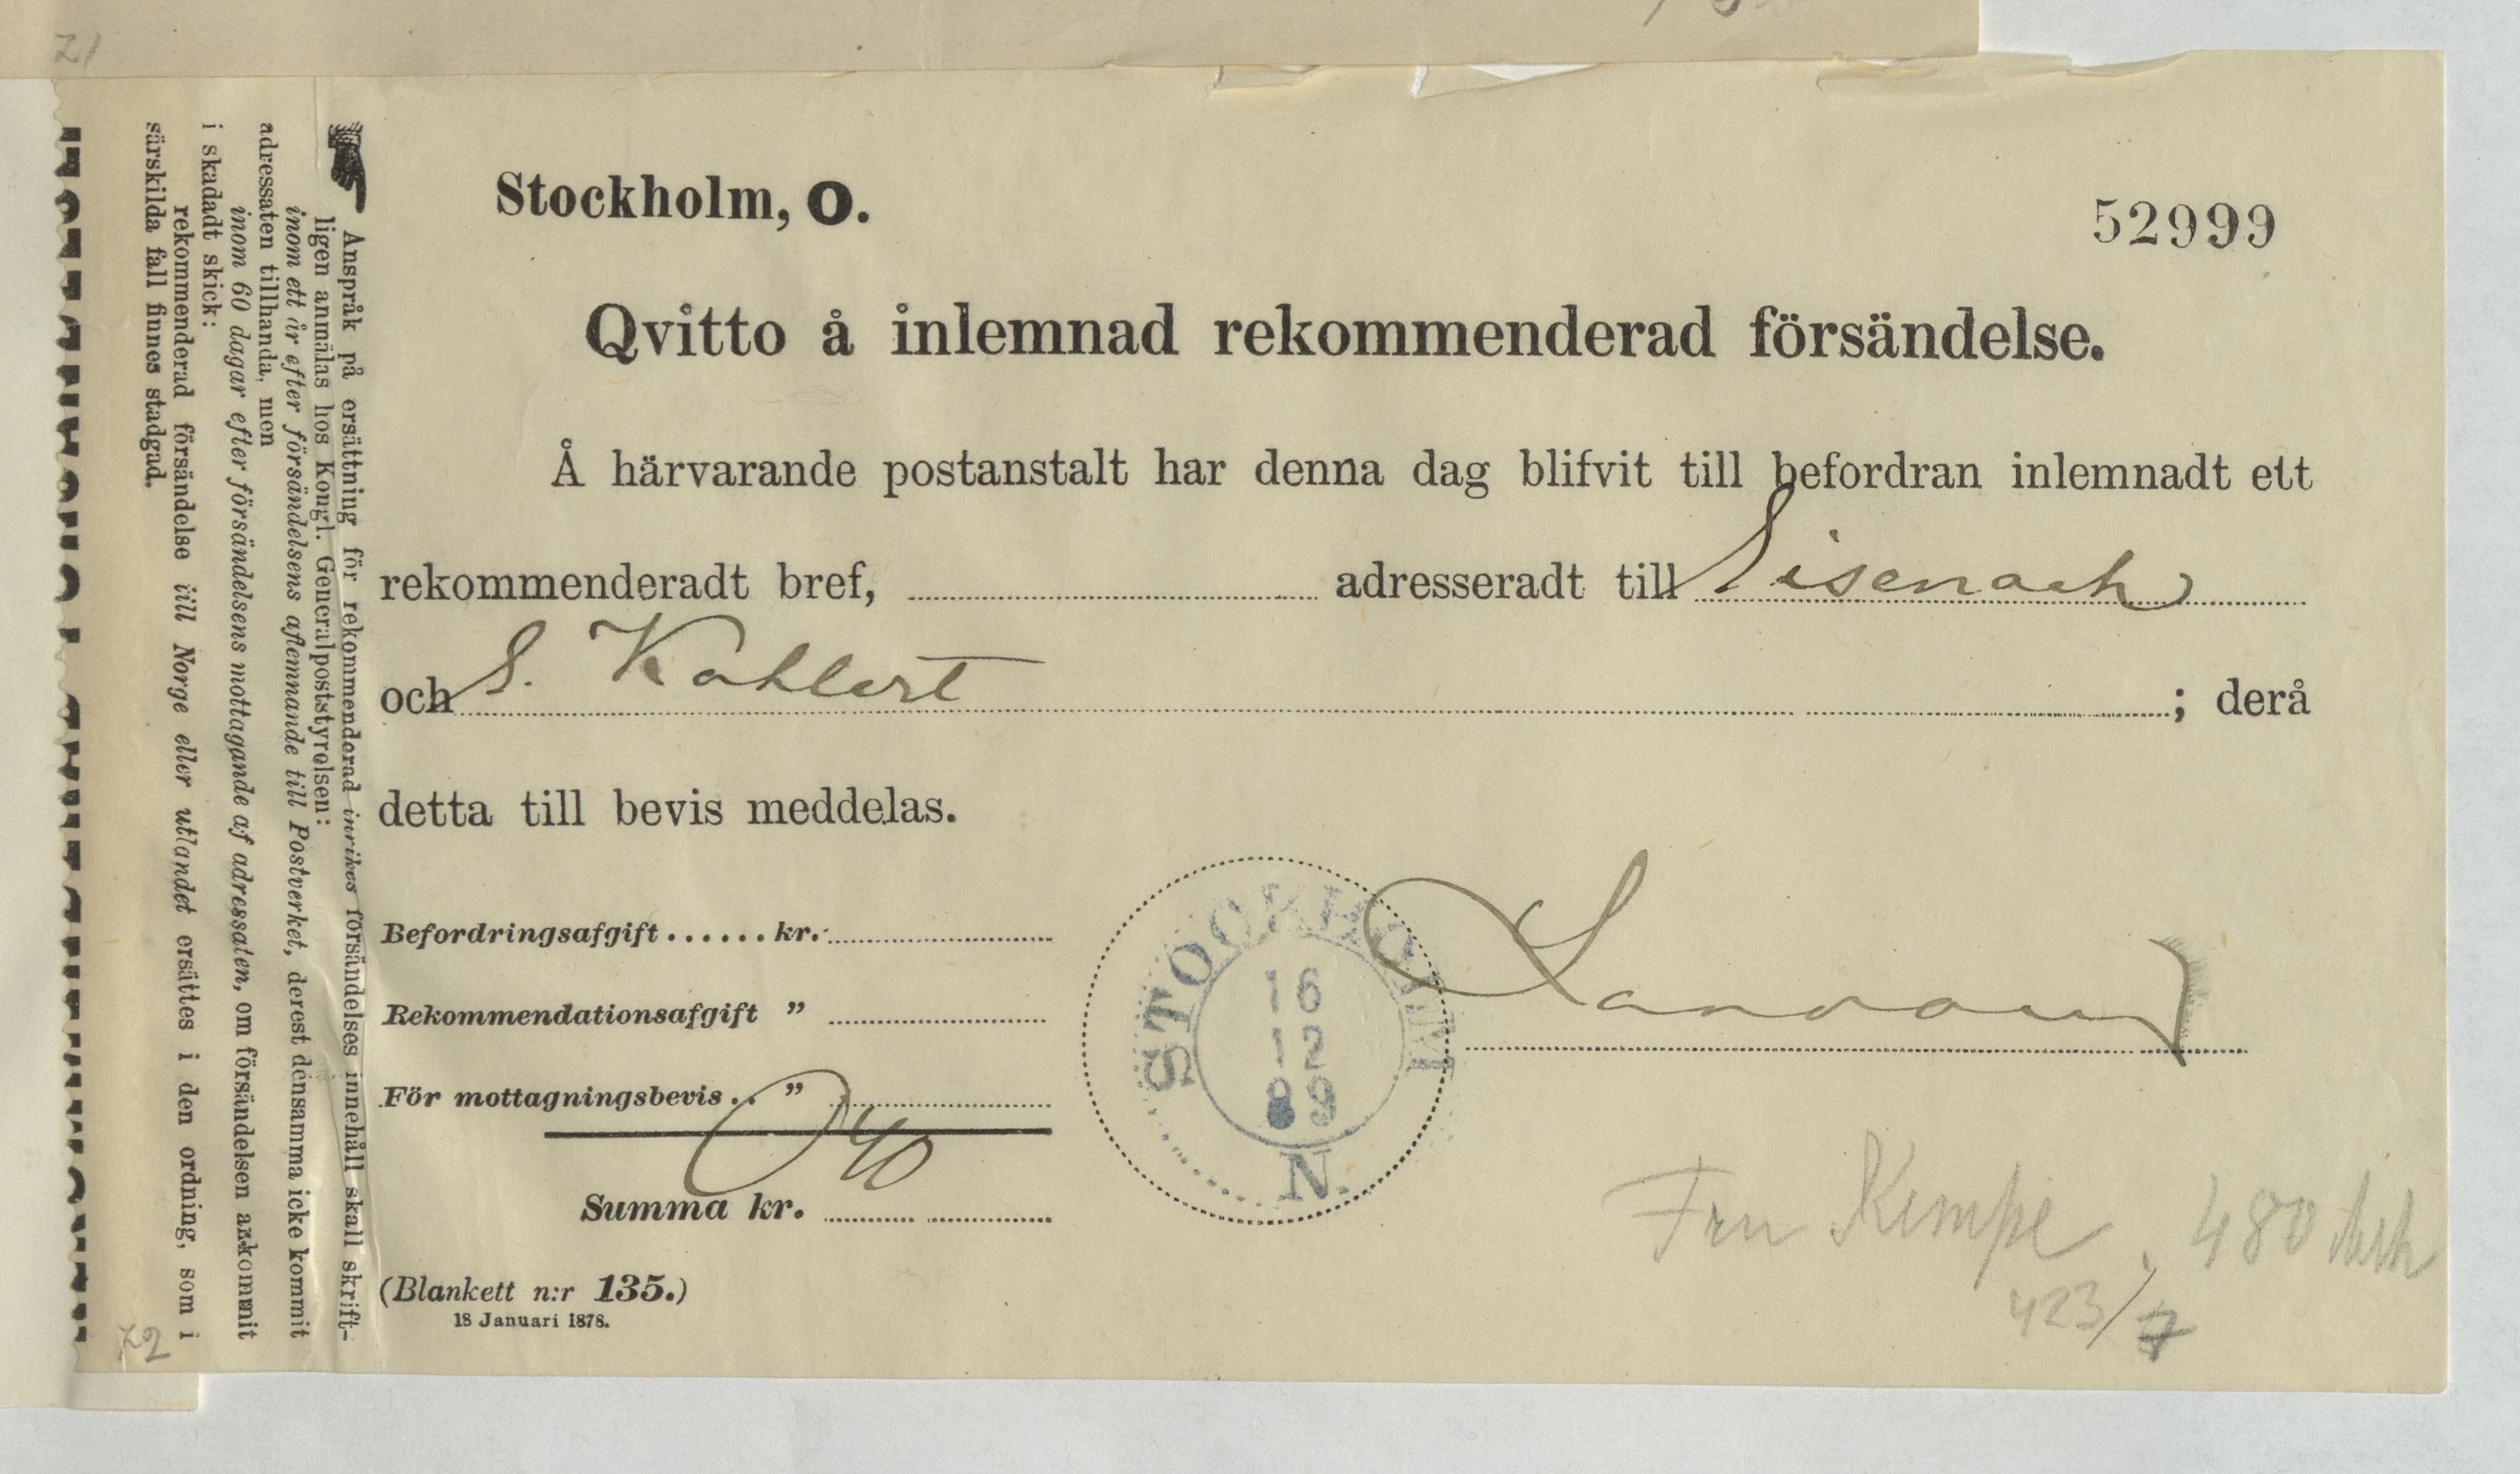 21
Stockholm, O.
52999
Qvitto å inlemnad rekommenderad försändelse.
Å härvarande postanstalt har denna dag blifvit till befordran inlemnadt ett
rekommenderadt bref, adresseradt till Eisenach
och S. Kahlert ; derå
detta till bevis meddelas.
Befordringsafgift ...... kr.
Rekommendationsafgift "
För mottagningsbevis .. "
40
Summa kr.
(Blankett n:r 135.)
18 Januari 1878.
STOCKHOLM
16
12
89
N.
Fru Kempe. 480 Mk
423/7
Anspråk på ersättning för rekommenderad inrikes försändelses innehåll skall skrift-
ligen anmälas hos Kongl. Generalpoststyrelsen:
inom ett år efter försändelsens aflemnande till Postverket, derest densamma icke kommit
adressaten tillhanda, men
inom 60 dagar efter försändelsens mottagande af adressaten, om försändelsen ankommit
i skadadt skick:
rekommenderad försändelse till Norge eller utlandet ersättes i den ordning, som i
särskilda fall finnes stadgad.
22